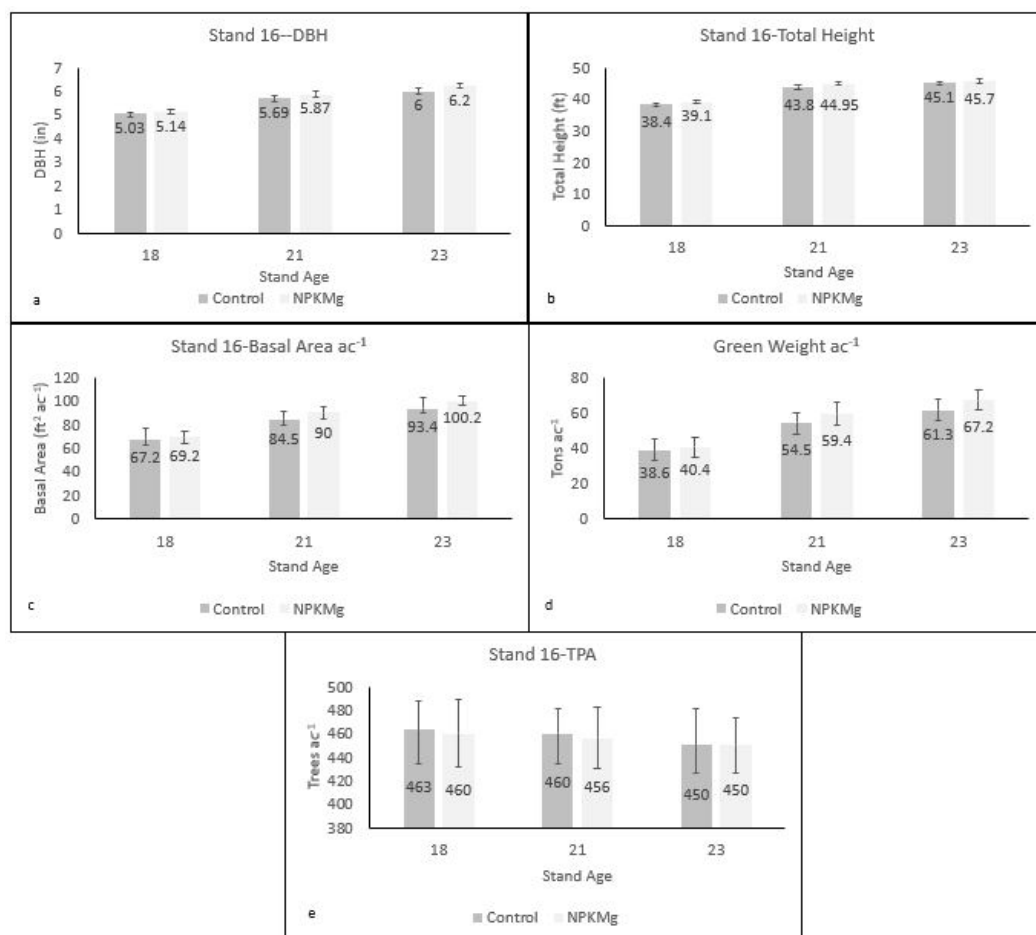 Stand 16--DBH
7
6
5
4
3
2
1
0
DBH (in)
5.03 5.14
5.69 5.87
6 6.2
18 21 23
Stand Age
Control NPKMg
a
Stand 16-Total Height
50
40
30
20
10
0
Total Height (ft)
38.4 39.1
43.8 44.95
45.1 45.7
18 21 23
Stand Age
Control NPKMg
b
Stand 16-Basal Area ac⁻¹
120
100
80
60
40
20
0
Basal Area (ft² ac⁻¹)
67.2 69.2
84.5 90
93.4 100.2
18 21 23
Stand Age
Control NPKMg
c
Green Weight ac⁻¹
80
60
40
20
0
Tons ac⁻¹
38.6 40.4
54.5 59.4
61.3 67.2
18 21 23
Stand Age
Control NPKMg
d
Stand 16-TPA
500
480
460
440
420
400
380
Trees ac⁻¹
463 460
460 456
450 450
18 21 23
Stand Age
Control NPKMg
e